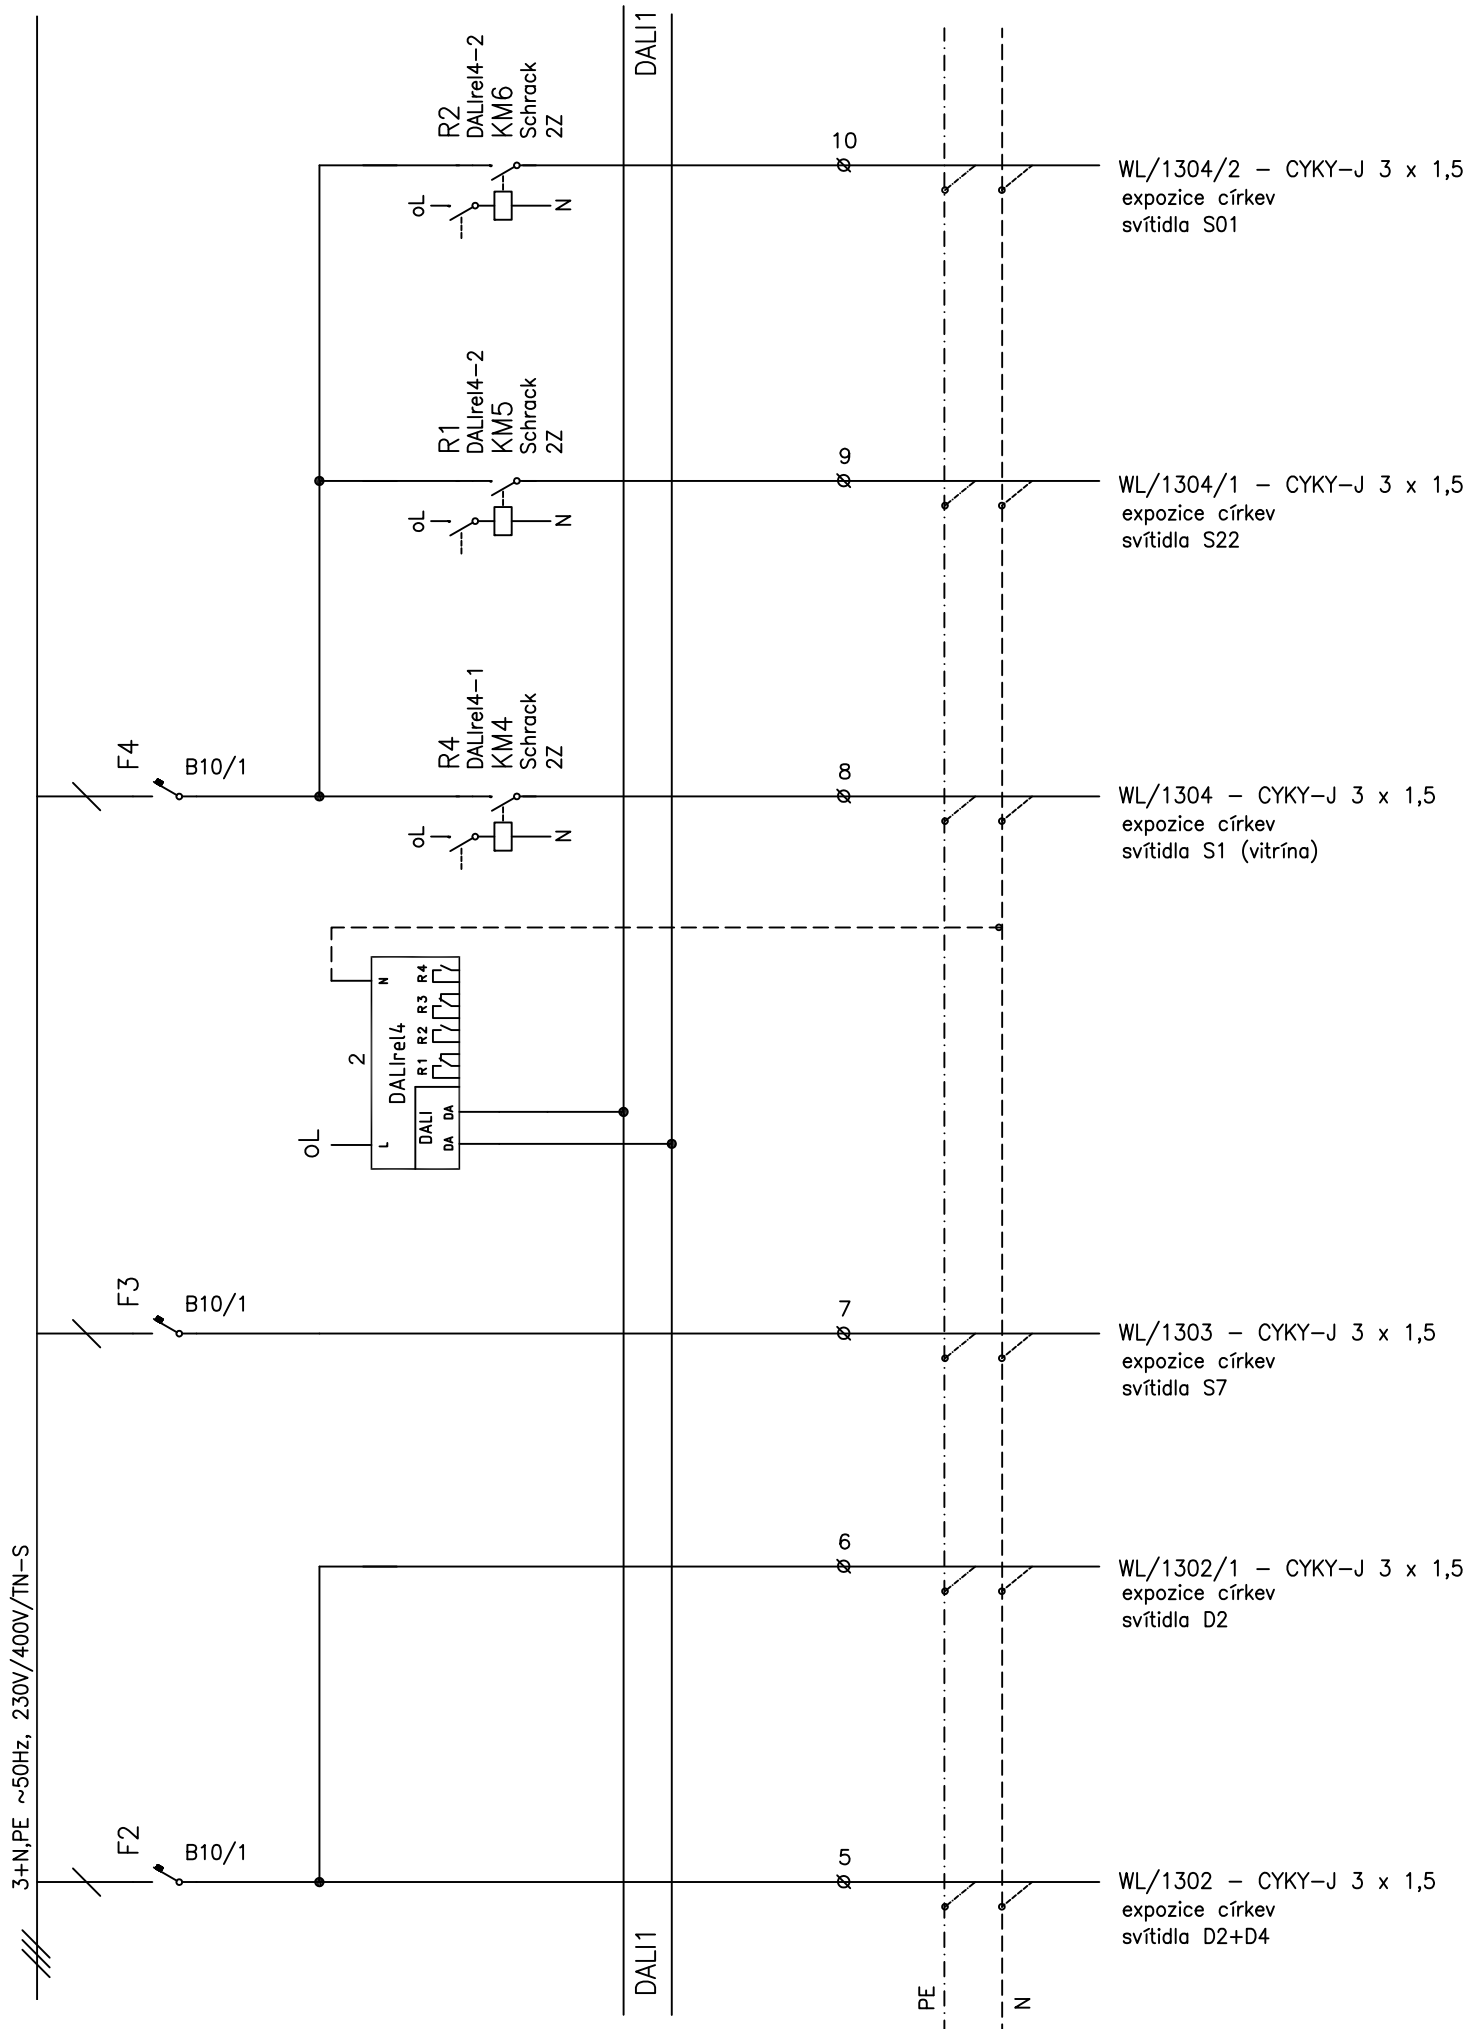 DALI1
R2
DALIrel4-2
KM6
Schrack
2Z
oL
N
10
WL/1304/2 - CYKY-J 3 x 1,5
expozice církev
svítidla S01
R1
DALIrel4-2
KM5
Schrack
2Z
oL
N
9
WL/1304/1 - CYKY-J 3 x 1,5
expozice církev
svítidla S22
F4
B10/1
R4
DALIrel4-1
KM4
Schrack
2Z
oL
N
8
WL/1304 - CYKY-J 3 x 1,5
expozice církev
svítidla S1 (vitrína)
2
DALIrel4
oL
L
N
DALI
DA DA
R1 R2 R3 R4
F3
B10/1
7
WL/1303 - CYKY-J 3 x 1,5
expozice církev
svítidla S7
6
WL/1302/1 - CYKY-J 3 x 1,5
expozice církev
svítidla D2
3+N,PE ~50Hz, 230V/400V/TN-S
F2
B10/1
5
WL/1302 - CYKY-J 3 x 1,5
expozice církev
svítidla D2+D4
DALI1
PE
N